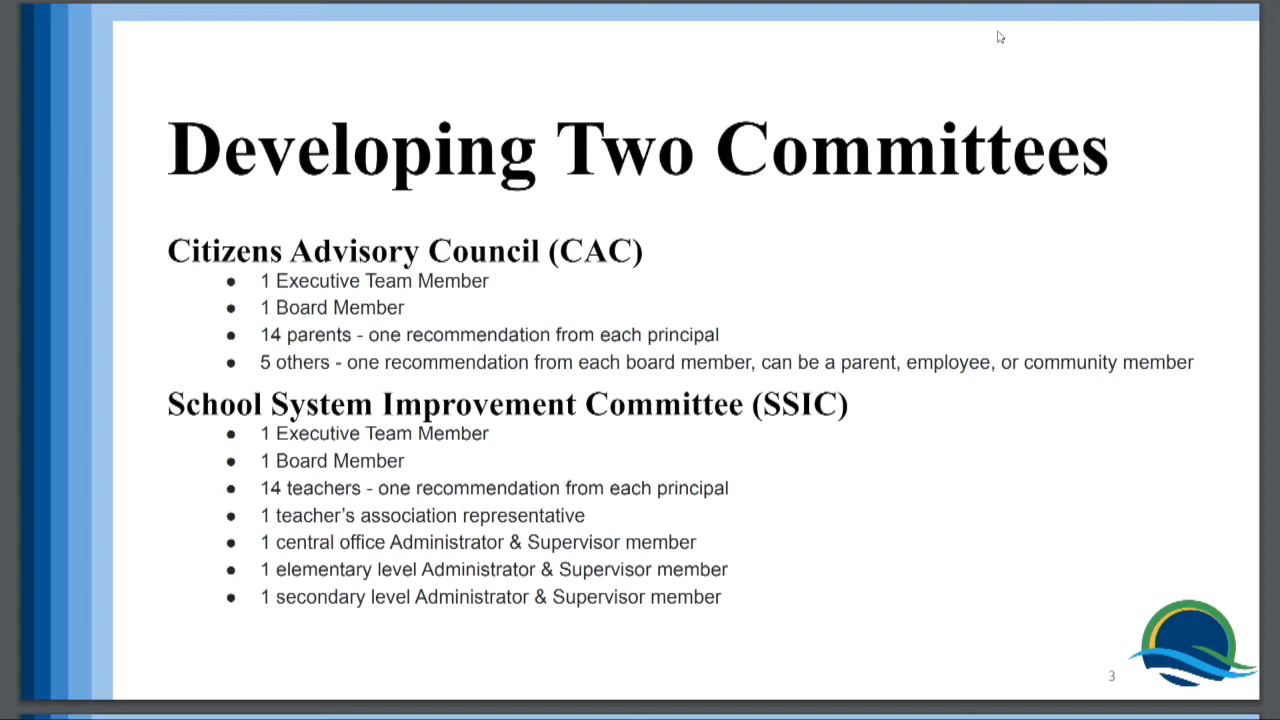 Developing Two Committees
Citizens Advisory Council (CAC)
● 1 Executive Team Member
● 1 Board Member
● 14 parents - one recommendation from each principal
● 5 others - one recommendation from each board member, can be a parent, employee, or community member
School System Improvement Committee (SSIC)
● 1 Executive Team Member
● 1 Board Member
● 14 teachers - one recommendation from each principal
● 1 teacher’s association representative
● 1 central office Administrator & Supervisor member
● 1 elementary level Administrator & Supervisor member
● 1 secondary level Administrator & Supervisor member
3